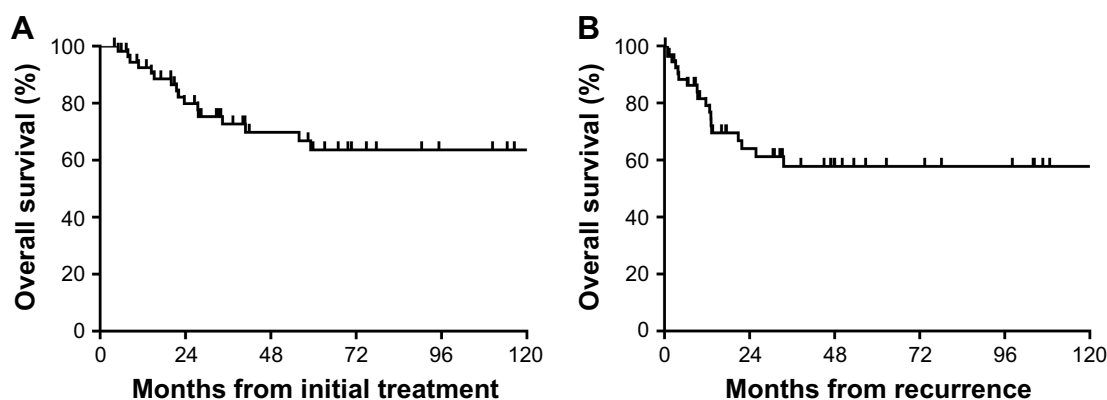 A
Overall survival (%)
100
80
60
40
20
0
0 24 48 72 96 120
Months from initial treatment
B
Overall survival (%)
100
80
60
40
20
0
0 24 48 72 96 120
Months from recurrence